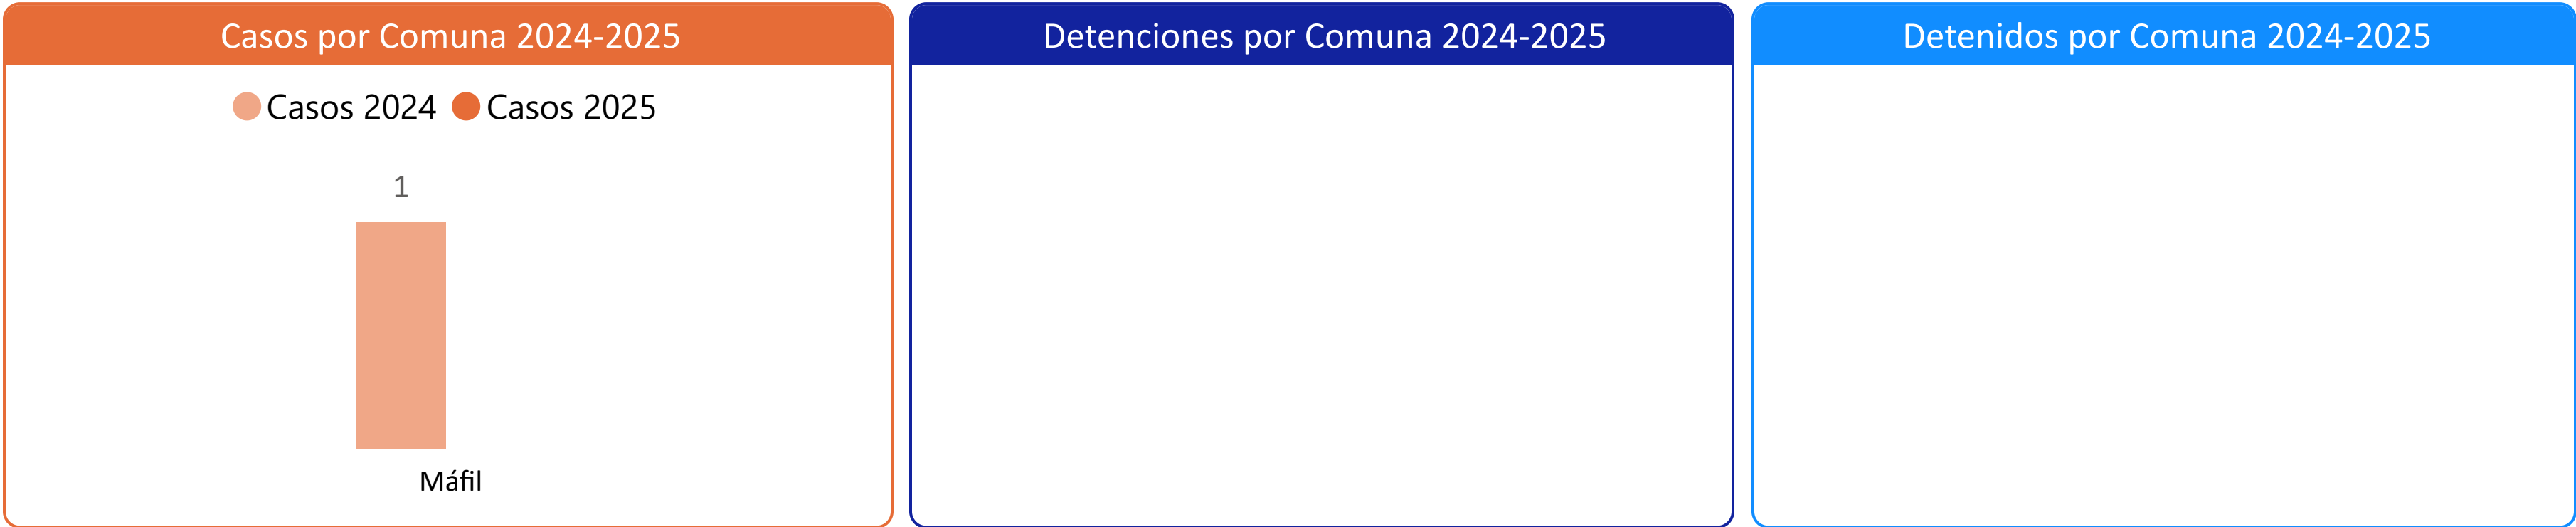 Casos por Comuna 2024-2025
Casos 2024 Casos 2025
1
Máfil
Detenciones por Comuna 2024-2025
Detenidos por Comuna 2024-2025